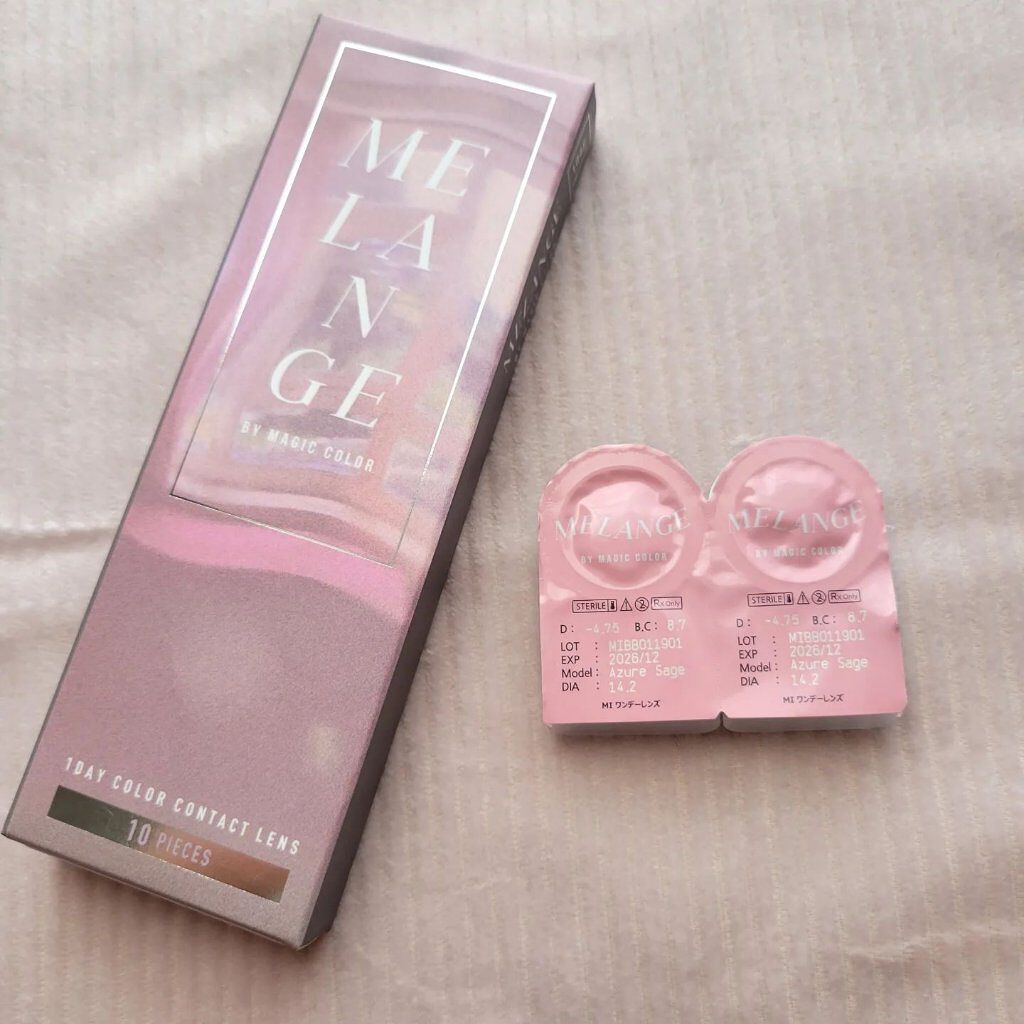 ME
LA
N
GE
BY MAGIC COLOR
1DAY COLOR CONTACT LENS
10 PIECES
MELANGE
MELANGE
BY MAGIC COLOR
STERILE
Rx Only
D : -4.75 B.C : 8.7
LOT : MIBB011901
EXP : 2026/12
Model : Azure Sage
DIA : 14.2
MI ワンデーレンズ
MELANGE
BY MAGIC COLOR
STERILE
Rx Only
D : -4.75 B.C : 8.7
LOT : MIBB011901
EXP : 2026/12
Model : Azure Sage
DIA : 14.2
MI ワンデーレンズ